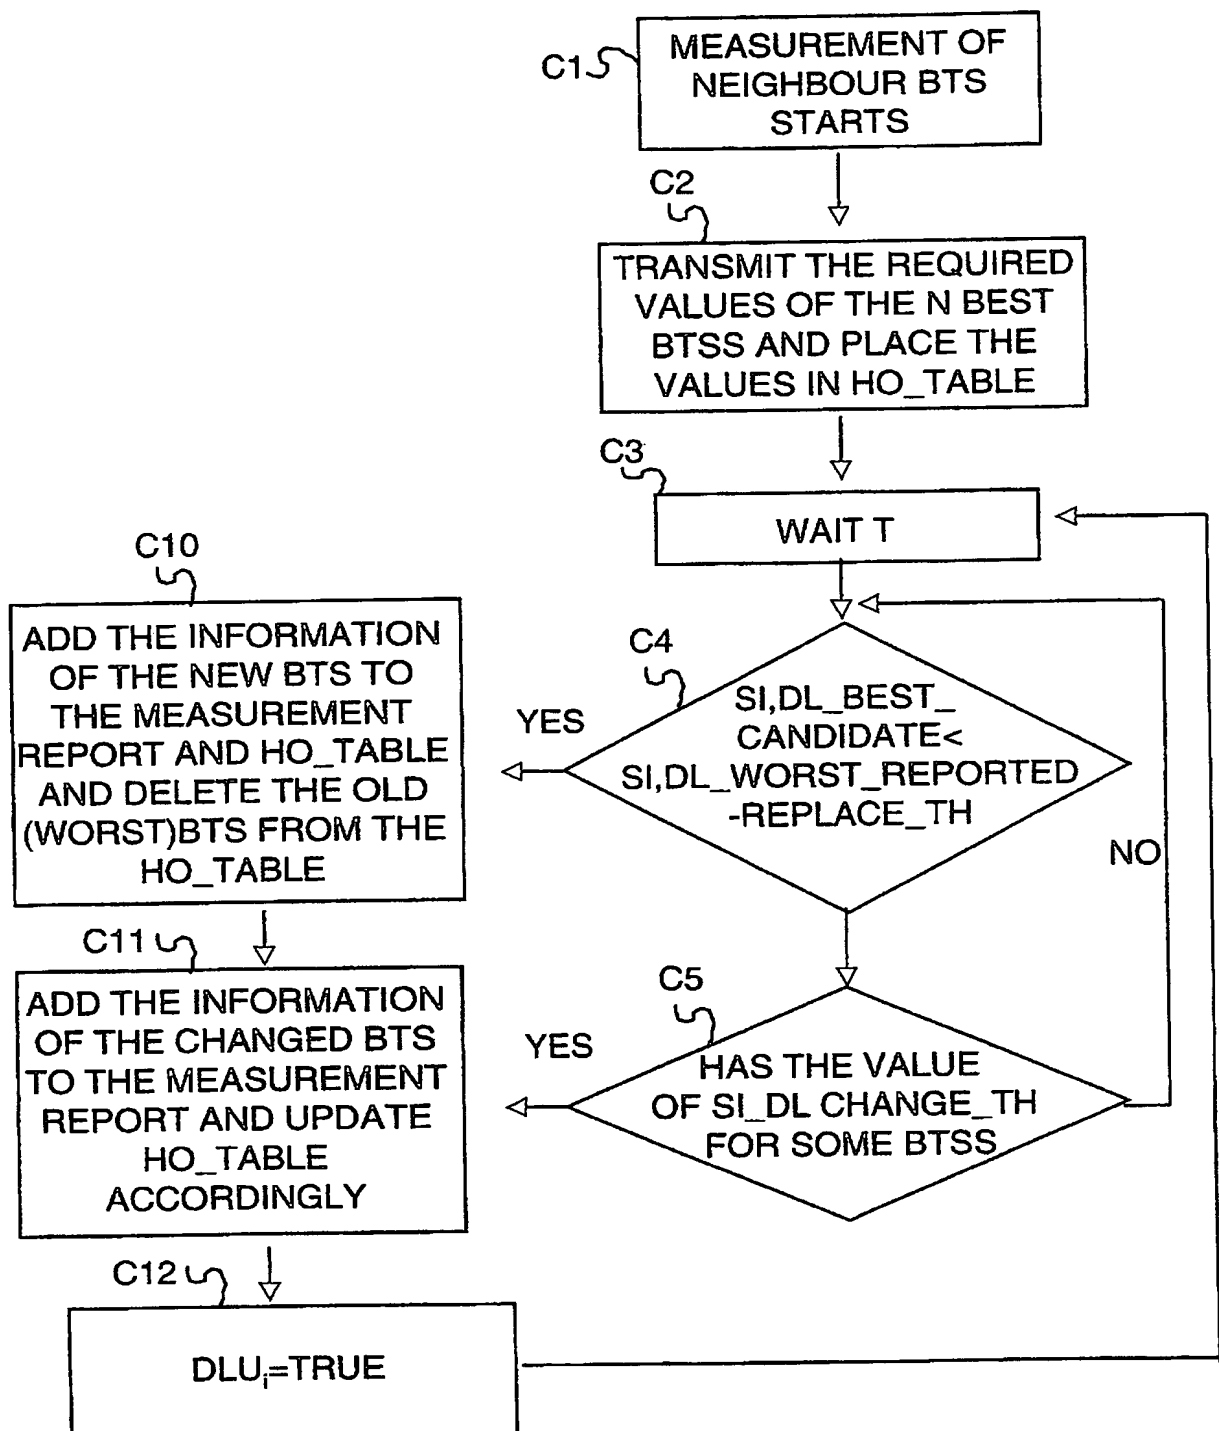 C1
MEASUREMENT OF
NEIGHBOUR BTS
STARTS
C2
TRANSMIT THE REQUIRED
VALUES OF THE N BEST
BTSS AND PLACE THE
VALUES IN HO_TABLE
C3
WAIT T
C4
SI,DL_BEST_
CANDIDATE<
SI,DL_WORST_REPORTED
-REPLACE_TH
YES
NO
C10
ADD THE INFORMATION
OF THE NEW BTS TO
THE MEASUREMENT
REPORT AND HO_TABLE
AND DELETE THE OLD
(WORST)BTS FROM THE
HO_TABLE
C5
HAS THE VALUE
OF SI_DL CHANGE_TH
FOR SOME BTSS
YES
C11
ADD THE INFORMATION
OF THE CHANGED BTS
TO THE MEASUREMENT
REPORT AND UPDATE
HO_TABLE
ACCORDINGLY
C12
DLUi=TRUE